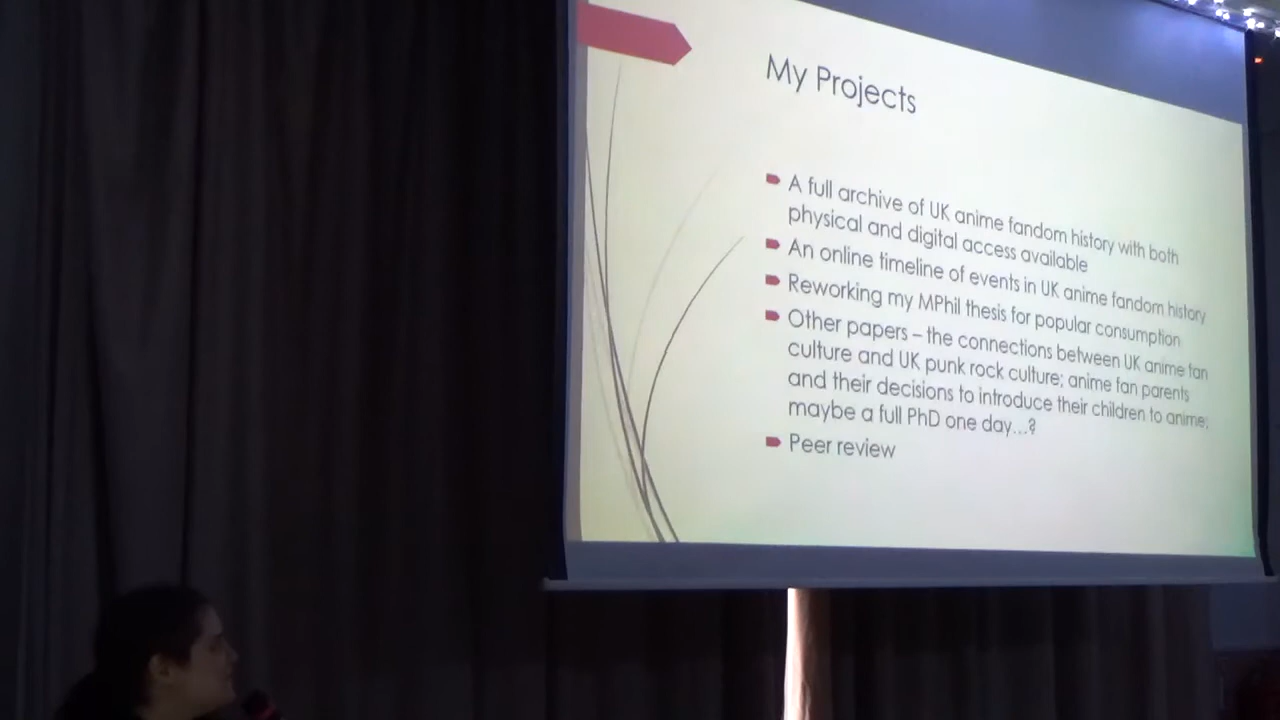 My Projects
A full archive of UK anime fandom history with both
physical and digital access available
An online timeline of events in UK anime fandom history
Reworking my MPhil thesis for popular consumption
Other papers – the connections between UK anime fan
culture and UK punk rock culture; anime fan parents
and their decisions to introduce their children to anime;
maybe a full PhD one day…?
Peer review